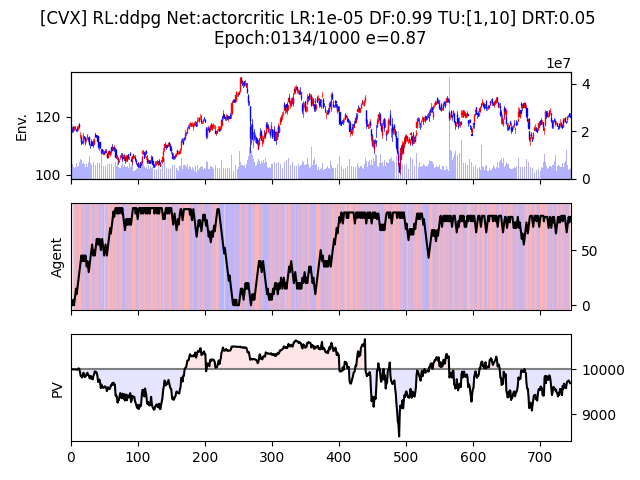 [CVX] RL:ddpg Net:actorcritic LR:1e-05 DF:0.99 TU:[1,10] DRT:0.05
Epoch:0134/1000 e=0.87
1e7
Env.
120
100
4
2
0
Agent
50
0
PV
10000
9000
0 100 200 300 400 500 600 700